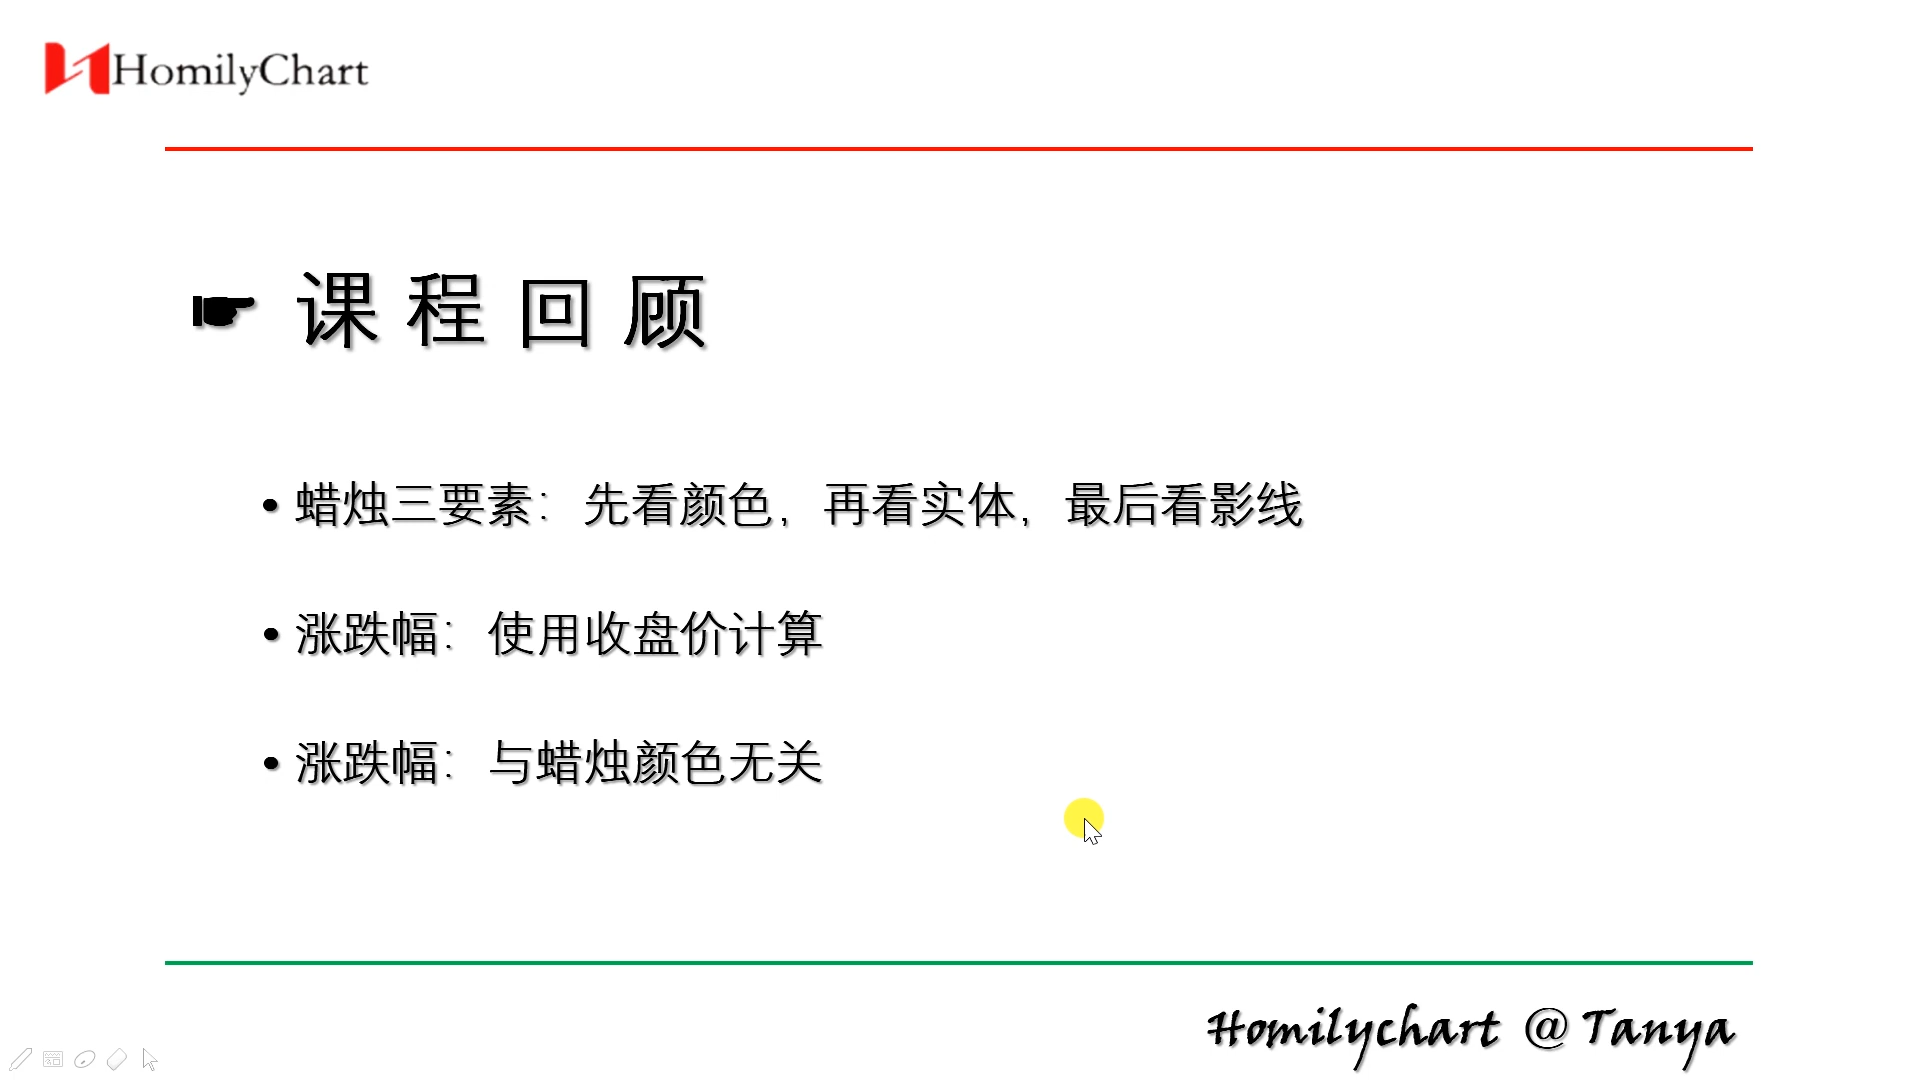 HomilyChart
☛ 课程回顾
• 蜡烛三要素：先看颜色，再看实体，最后看影线
• 涨跌幅：使用收盘价计算
• 涨跌幅：与蜡烛颜色无关
Homilychart @ Tanya